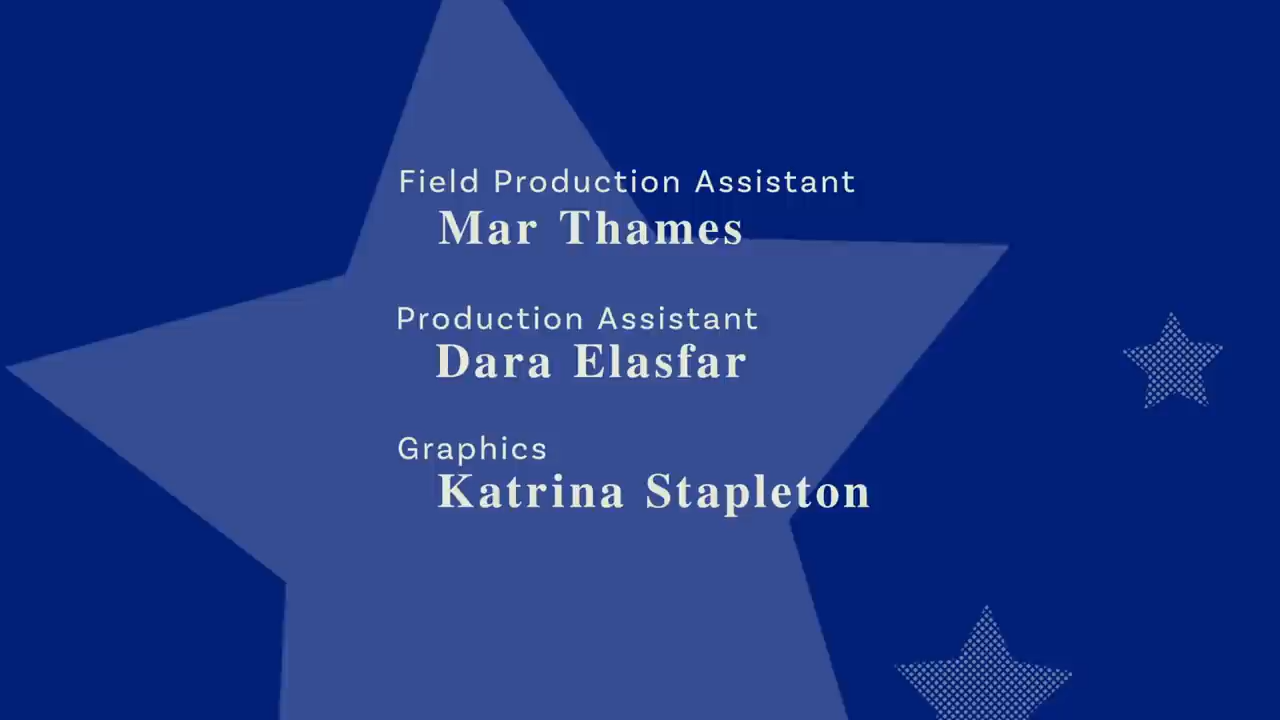 Field Production Assistant
Mar Thames
Production Assistant
Dara Elasfar
Graphics
Katrina Stapleton